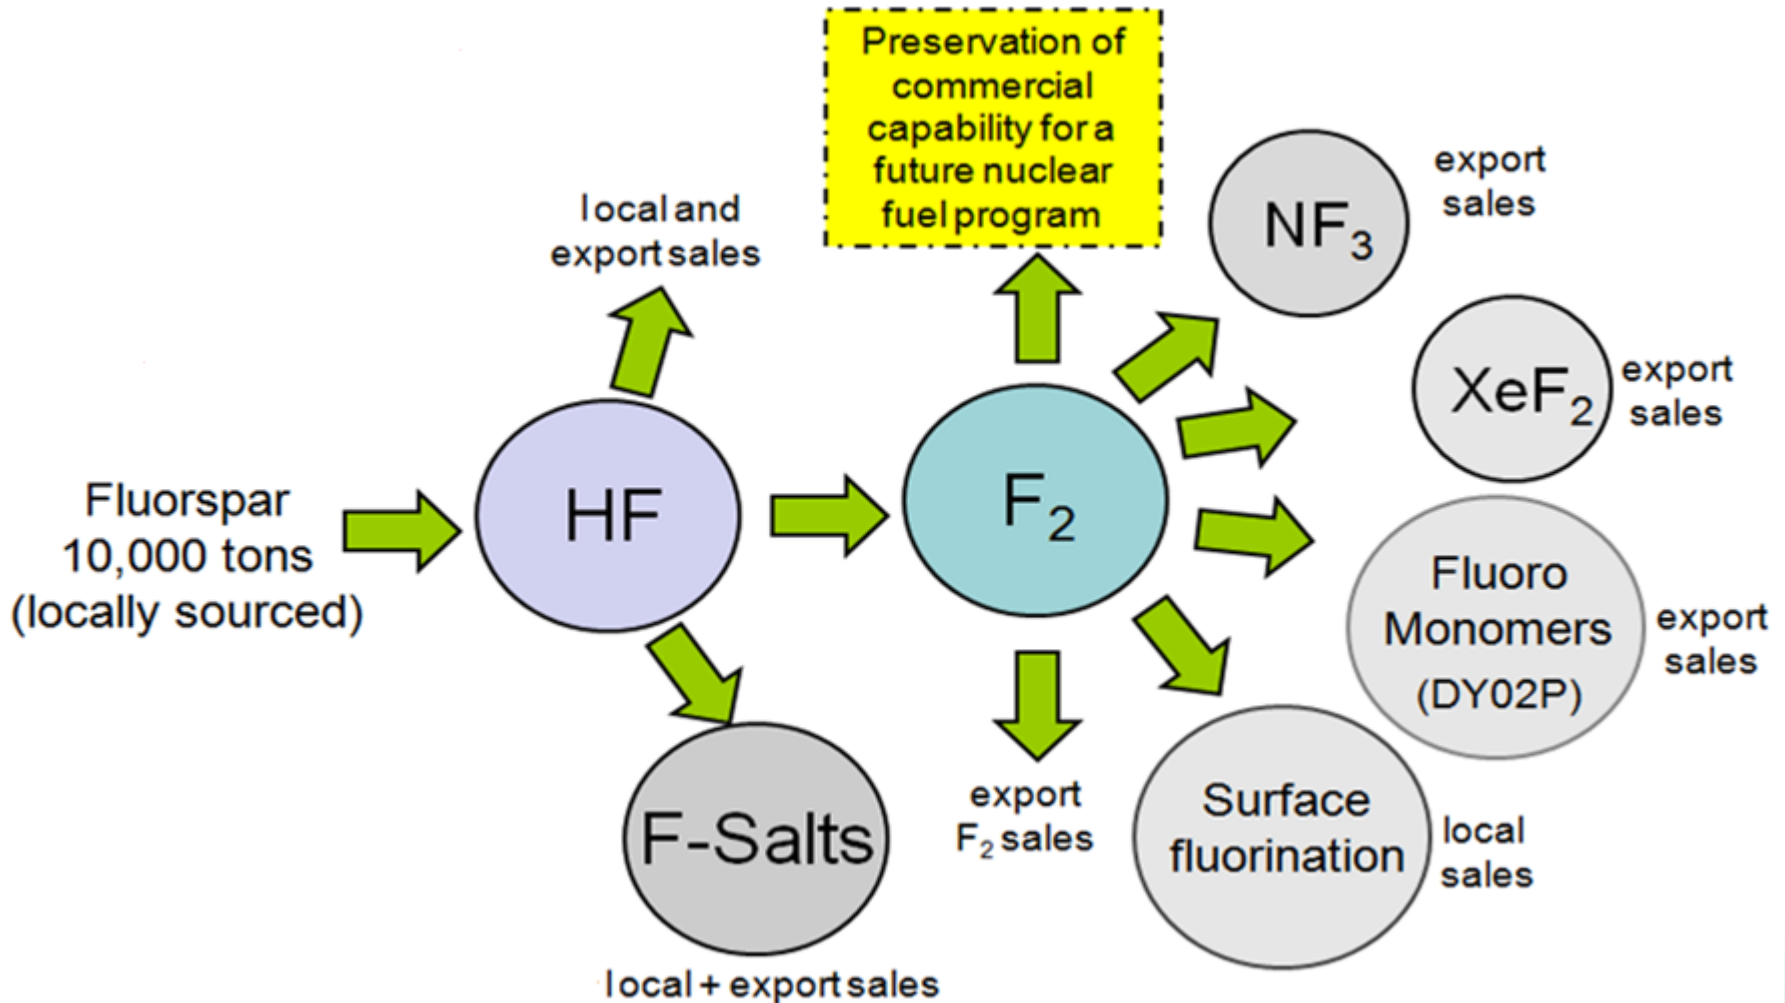 Preservation of
commercial
capability for a
future nuclear
fuel program
local and
export sales
NF₃
export
sales
XeF₂
export
sales
Fluorspar
10,000 tons
(locally sourced)
HF
F₂
Fluoro
Monomers
(DY02P)
export
sales
F-Salts
local + export sales
export
F₂ sales
Surface
fluorination
local
sales